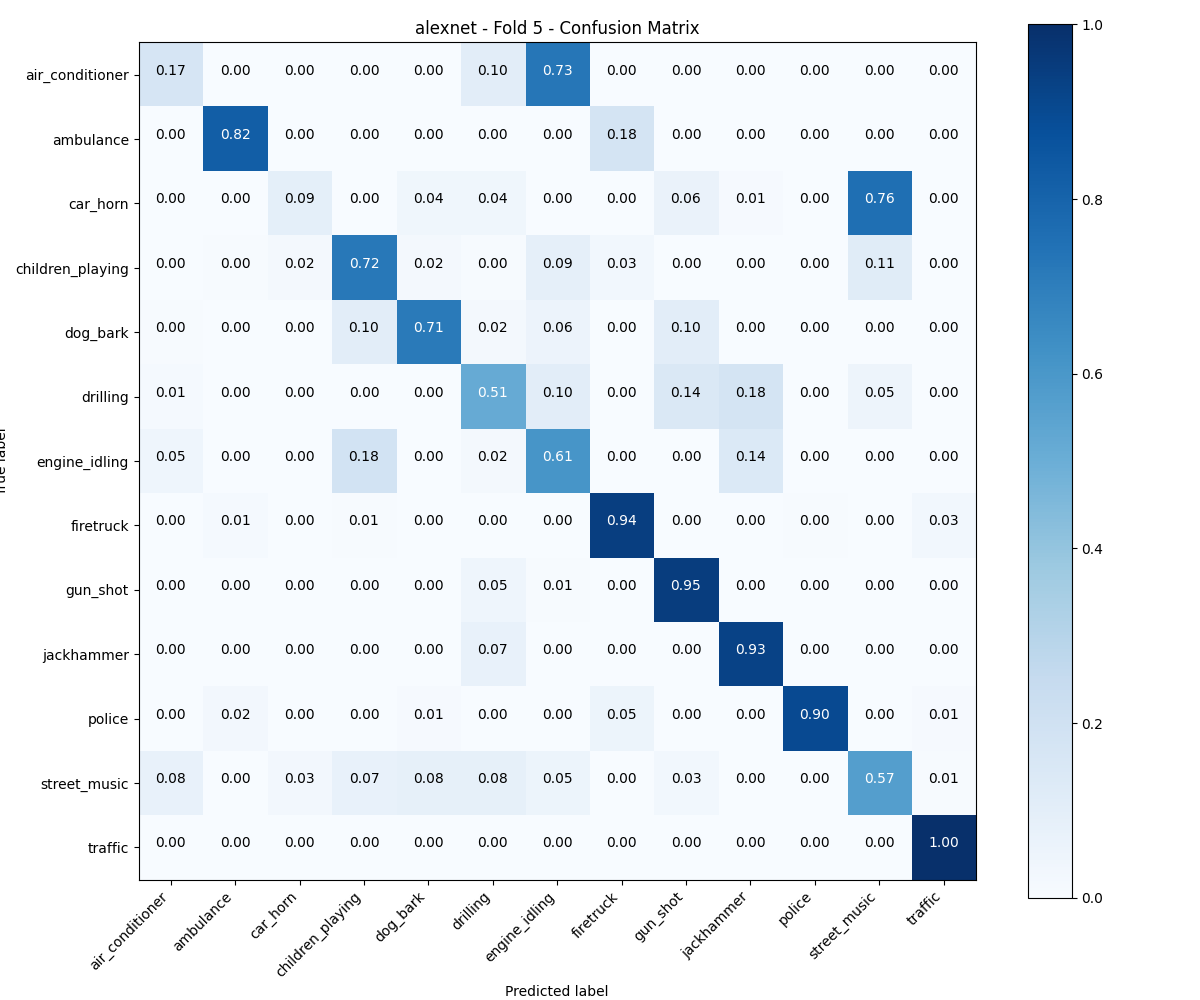 alexnet - Fold 5 - Confusion Matrix
air_conditioner 0.17 0.00 0.00 0.00 0.00 0.10 0.73 0.00 0.00 0.00 0.00 0.00 0.00
ambulance 0.00 0.82 0.00 0.00 0.00 0.00 0.00 0.18 0.00 0.00 0.00 0.00 0.00
car_horn 0.00 0.00 0.09 0.00 0.04 0.04 0.00 0.00 0.06 0.01 0.00 0.76 0.00
children_playing 0.00 0.00 0.02 0.72 0.02 0.00 0.09 0.03 0.00 0.00 0.00 0.11 0.00
dog_bark 0.00 0.00 0.00 0.10 0.71 0.02 0.06 0.00 0.10 0.00 0.00 0.00 0.00
drilling 0.01 0.00 0.00 0.00 0.00 0.51 0.10 0.00 0.14 0.18 0.00 0.05 0.00
engine_idling 0.05 0.00 0.00 0.18 0.00 0.02 0.61 0.00 0.00 0.14 0.00 0.00 0.00
firetruck 0.00 0.01 0.00 0.01 0.00 0.00 0.00 0.94 0.00 0.00 0.00 0.00 0.03
gun_shot 0.00 0.00 0.00 0.00 0.00 0.05 0.01 0.00 0.95 0.00 0.00 0.00 0.00
jackhammer 0.00 0.00 0.00 0.00 0.00 0.07 0.00 0.00 0.00 0.93 0.00 0.00 0.00
police 0.00 0.02 0.00 0.00 0.01 0.00 0.00 0.05 0.00 0.00 0.90 0.00 0.01
street_music 0.08 0.00 0.03 0.07 0.08 0.08 0.05 0.00 0.03 0.00 0.00 0.57 0.01
traffic 0.00 0.00 0.00 0.00 0.00 0.00 0.00 0.00 0.00 0.00 0.00 0.00 1.00
air_conditioner ambulance car_horn children_playing dog_bark drilling engine_idling firetruck gun_shot jackhammer police street_music traffic
Predicted label
1.0
0.8
0.6
0.4
0.2
0.0